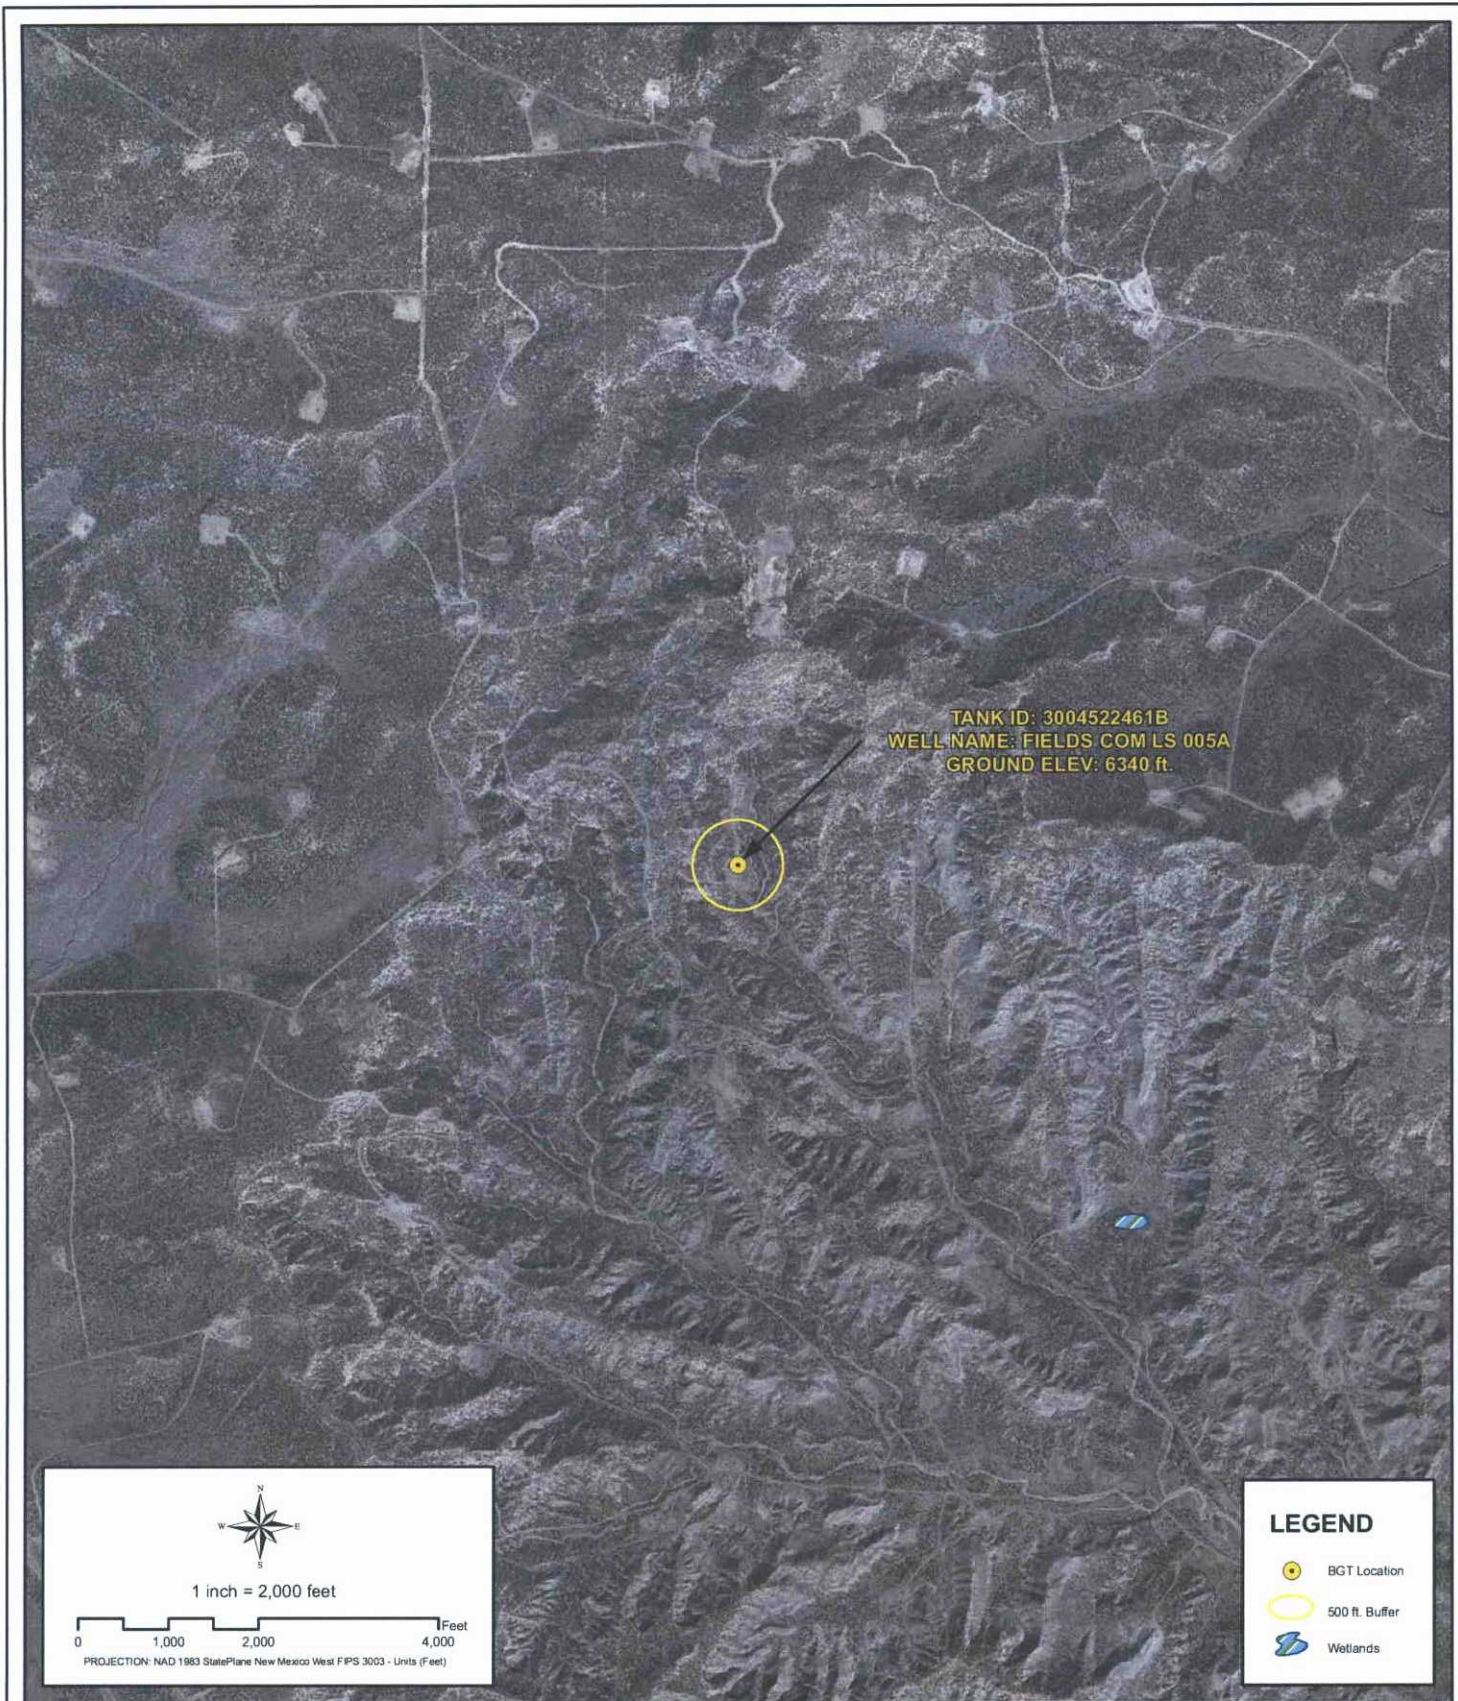 TANK ID: 3004522461B
WELL NAME: FIELDS COM LS 005A
GROUND ELEV: 6340 ft.
N
W E
S
1 inch = 2,000 feet
Feet
0 1,000 2,000 4,000
PROJECTION: NAD 1983 StatePlane New Mexico West FIPS 3003 - Units (Feet)
LEGEND
BGT Location
500 ft. Buffer
Wetlands